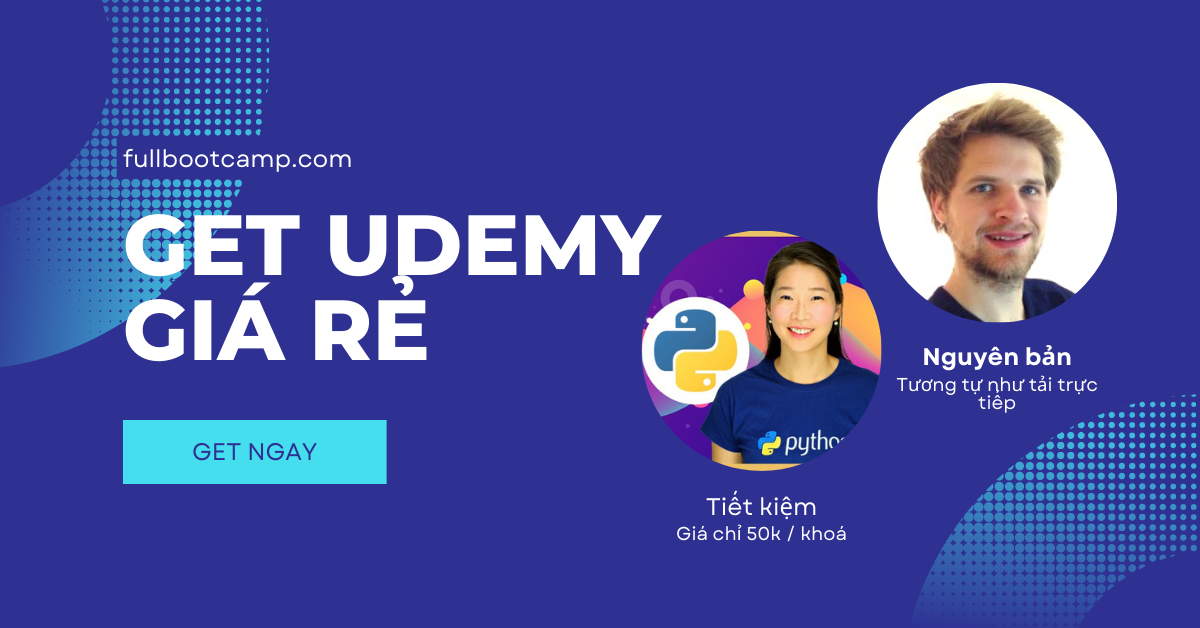 fullbootcamp.com
GET UDEMY
GIÁ RẺ
GET NGAY
Nguyên bản
Tương tự như tải trực
tiếp
Tiết kiệm
Giá chỉ 50k / khoá